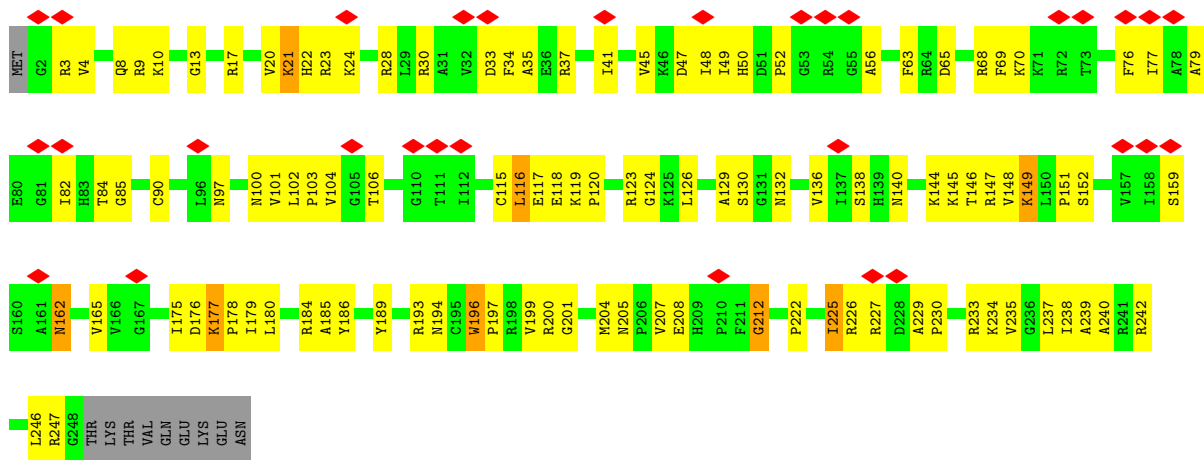 MET G2 R3 V4 Q8 R9 K10 G13 R17 V20 K21 H22 R23 K24 R28 L29 R30 A31 V32 D33 F34 A35 E36 R37 I41 V45 K46 D47 I48 I49 H50 D51 P52 G53 R54 G55 A56 F63 R64 D65 R68 F69 K70 K71 R72 T73 F76 I77 A78 A79
E80 G81 I82 H83 T84 G85 C90 L96 N97 N100 V101 L102 P103 V104 G105 T106 G110 T111 I112 C115 L116 E117 E118 K119 P120 R123 G124 K125 L126 A129 S130 G131 N132 V136 I137 S138 H139 N140 K144 K145 T146 R147 V148 K149 L150 P151 S152 V157 I158 S159
S160 A161 N162 V165 V166 G167 I175 D176 K177 P178 I179 L180 R184 A185 Y186 Y189 R193 N194 C195 W196 P197 R198 V199 R200 G201 M204 N205 P206 V207 E208 H209 P210 F211 G212 P222 I225 R226 R227 D228 A229 P230 R233 K234 V235 G236 L237 I238 A239 A240 R241 R242
L246 R247 G248 THR LYS THR VAL GLN GLU LYS GLU ASN